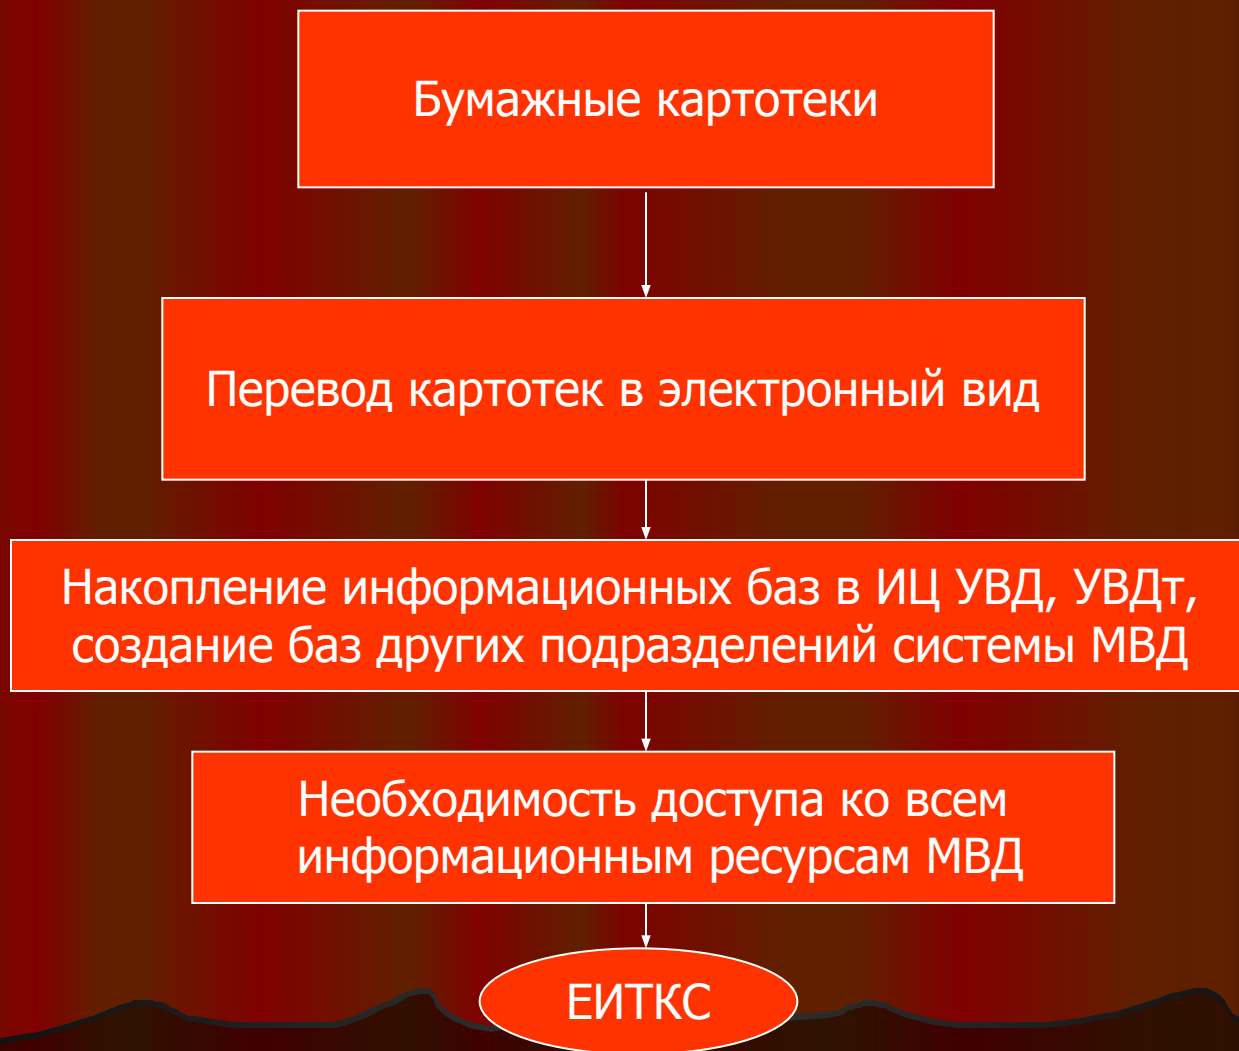 Бумажные картотеки
Перевод картотек в электронный вид
Накопление информационных баз в ИЦ УВД, УВДт,
создание баз других подразделений системы МВД
Необходимость доступа ко всем
информационным ресурсам МВД
ЕИТКС